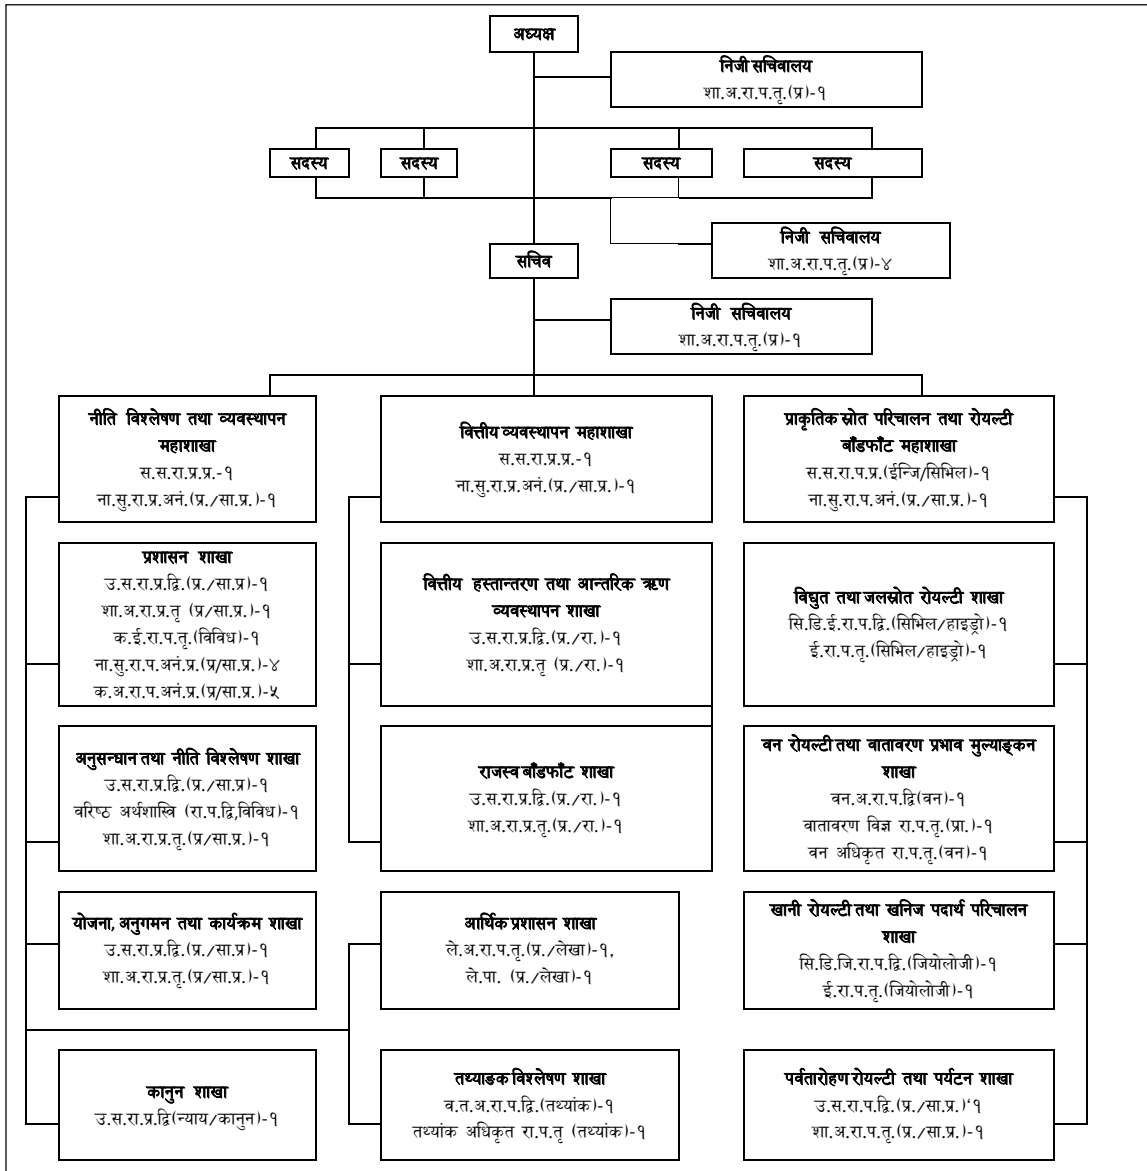 अध्यक्ष
निजी सचिवालय
शा.अ.रा.प.तृ.(प्र)-१
सदस्य
सदस्य
सदस्य
सदस्य
निजी सचिवालय
शा.अ.रा.प.तृ.(प्र)-४
सचिव
निजी सचिवालय
शा.अ.रा.प.तृ.(प्र)-१
नीति विश्लेषण तथा व्यवस्थापन
महाशाखा
स.स.रा.प्र.प्र.-१
ना.सु.रा.प्र.अनं.(प्र./सा.प्र.)-१
प्रशासन शाखा
उ.स.रा.प्र.द्वि.(प्र./सा.प्र)-१
शा.अ.रा.प्र.तृ (प्र/सा.प्र.)-१
क.ई.रा.प.तृ.(विविध)-१
ना.सु.रा.प.अनं.प्र.(प्र/सा.प्र.)-४
क.अ.रा.प.अनं.प्र.(प्र/सा.प्र.)-५
अनुसन्धान तथा नीति विश्लेषण शाखा
उ.स.रा.प्र.द्वि.(प्र./सा.प्र)-१
वरिष्ठ अर्थशास्त्रि (रा.प.द्वि,विविध)-१
शा.अ.रा.प्र.तृ.(प्र/सा.प्र.)-१
योजना, अनुगमन तथा कार्यक्रम शाखा
उ.स.रा.प्र.द्वि.(प्र./सा.प्र)-१
शा.अ.रा.प्र.तृ.(प्र/सा.प्र.)-१
कानुन शाखा
उ.स.रा.प्र.द्वि(न्याय/कानुन)-१
वित्तीय व्यवस्थापन महाशाखा
स.स.रा.प्र.प्र.-१
ना.सु.रा.प्र.अनं.(प्र./सा.प्र.)-१
वित्तीय हस्तान्तरण तथा आन्तरिक ऋण
व्यवस्थापन शाखा
उ.स.रा.प्र.द्वि.(प्र./रा.)-१
शा.अ.रा.प्र.तृ (प्र./रा.)-१
राजस्व बाँडफाँट शाखा
उ.स.रा.प्र.द्वि.(प्र./रा.)-१
शा.अ.रा.प्र.तृ.(प्र./रा.)-१
आर्थिक प्रशासन शाखा
ले.अ.रा.प.तृ.(प्र./लेखा)-१,
ले.पा. (प्र./लेखा)-१
तथ्याङक विश्लेषण शाखा
व.त.अ.रा.प.द्वि.(तथ्यांक)-१
तथ्यांक अधिकृत रा.प.तृ (तथ्यांक)-१
प्राकृतिक स्रोत परिचालन तथा रोयल्टी
बाँडफाँट महाशाखा
स.स.रा.प.प्र.(ईन्जि/सिभिल)-१
ना.सु.रा.प.अनं.(प्र./सा.प्र.)-१
विद्युत तथा जलस्रोत रोयल्टी शाखा
सि.डि.ई.रा.प.द्वि.(सिभिल/हाइड्रो)-१
ई.रा.प.तृ.(सिभिल/हाइड्रो)-१
वन रोयल्टी तथा वातावरण प्रभाव मुल्याङ्कन
शाखा
वन.अ.रा.प.द्वि(वन)-१
वातावरण विज्ञ रा.प.तृ.(प्रा.)-१
वन अधिकृत रा.प.तृ.(वन)-१
खानी रोयल्टी तथा खनिज पदार्थ परिचालन
शाखा
सि.डि.जि.रा.प.द्वि.(जियोलोजी)-१
ई.रा.प.तृ.(जियोलोजी)-१
पर्वतारोहण रोयल्टी तथा पर्यटन शाखा
उ.स.रा.प.द्वि.(प्र./सा.प्र.)‘१
शा.अ.रा.प.तृ.(प्र./सा.प्र.)-१